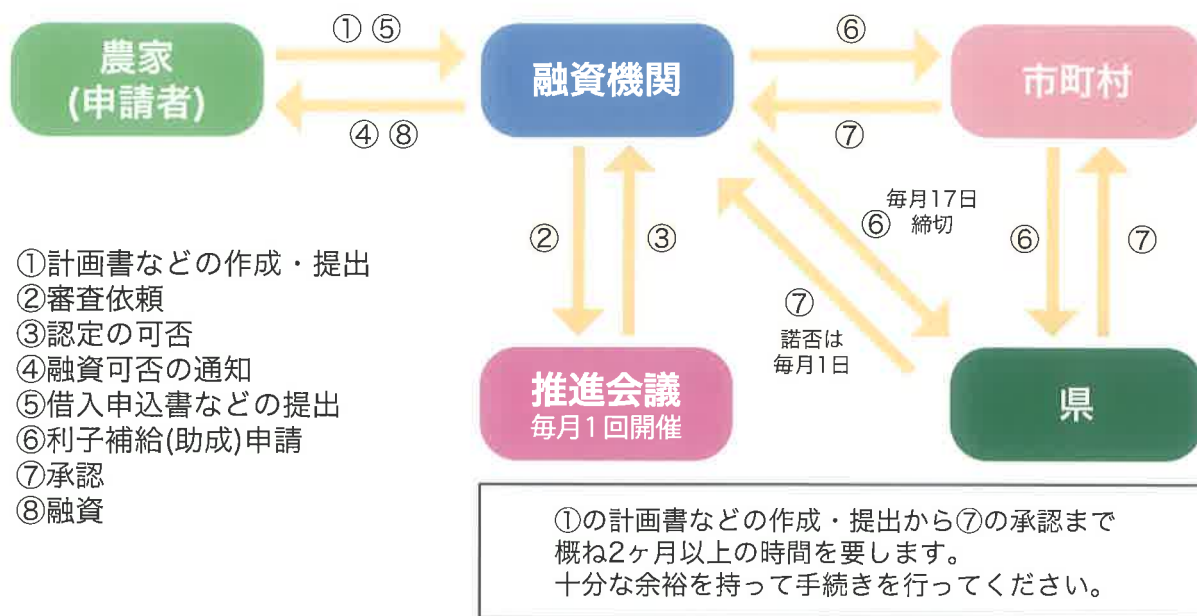 ① ⑤
⑥
農家
(申請者)
融資機関
市町村
④ ⑧
⑦
毎月17日
締切
②
③
⑥
⑥
⑦
①計画書などの作成・提出
②審査依頼
③認定の可否
④融資可否の通知
⑤借入申込書などの提出
⑥利子補給(助成)申請
⑦承認
⑧融資
⑦
諾否は
毎月1日
推進会議
毎月1回開催
県
①の計画書などの作成・提出から⑦の承認まで
概ね2ヶ月以上の時間を要します。
十分な余裕を持って手続きを行ってください。